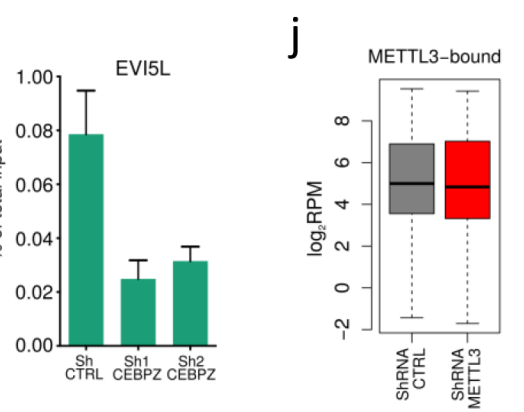 j
EVI5L
1.00
0.08
0.06
0.04
0.02
0.00
Sh
CTRL
Sh1
CEBPZ
Sh2
CEBPZ
METTL3-bound
log₂RPM
8
6
4
2
0
-2
ShRNA
CTRL
ShRNA
METTL3